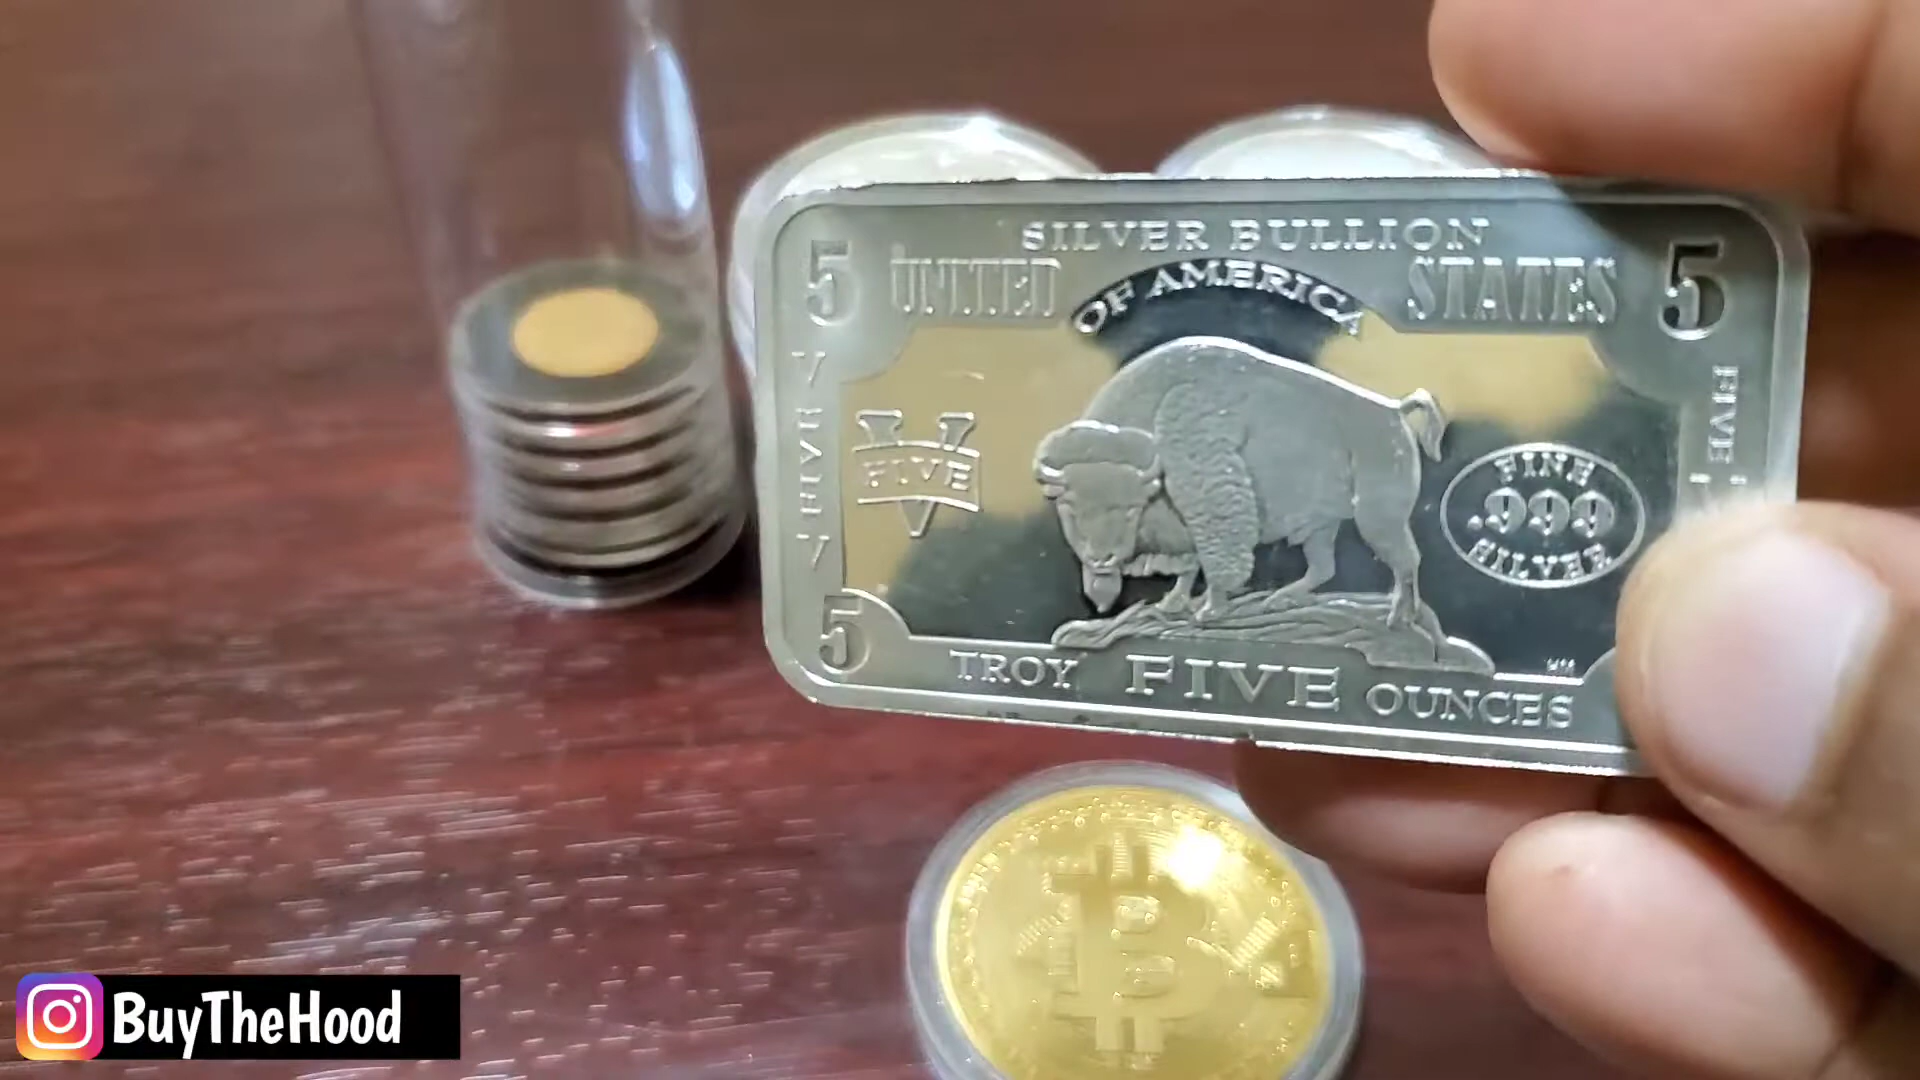 SILVER BULLION
5 UNITED STATES 5
OF AMERICA
FIVE
FIVE
V
FIVE
FINE
.999
SILVER
5
TROY FIVE OUNCES
BuyTheHood